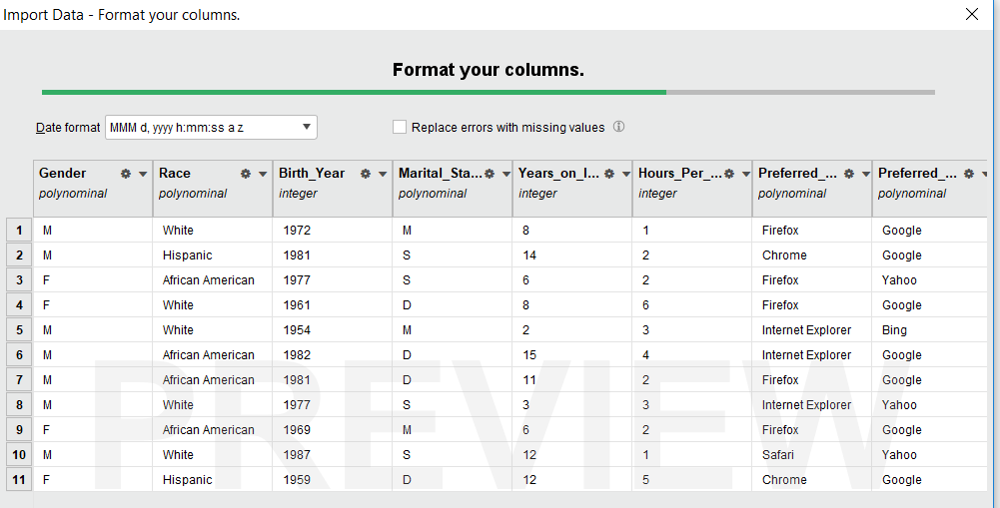 Import Data - Format your columns.
Format your columns.
Date format MMM d, yyyy h:mm:ss a z Replace errors with missing values
Gender Race Birth_Year Marital_Sta... Years_on_I... Hours_Per_... Preferred_... Preferred_...
polynominal polynominal integer polynominal integer integer polynominal polynominal
1 M White 1972 M 8 1 Firefox Google
2 M Hispanic 1981 S 14 2 Chrome Google
3 F African American 1977 S 6 2 Firefox Yahoo
4 F White 1961 D 8 6 Firefox Google
5 M White 1954 M 2 3 Internet Explorer Bing
6 M African American 1982 D 15 4 Internet Explorer Google
7 M African American 1981 D 11 2 Firefox Google
8 M White 1977 S 3 3 Internet Explorer Yahoo
9 F African American 1969 M 6 2 Firefox Google
10 M White 1987 S 12 1 Safari Yahoo
11 F Hispanic 1959 D 12 5 Chrome Google
PREVIEW